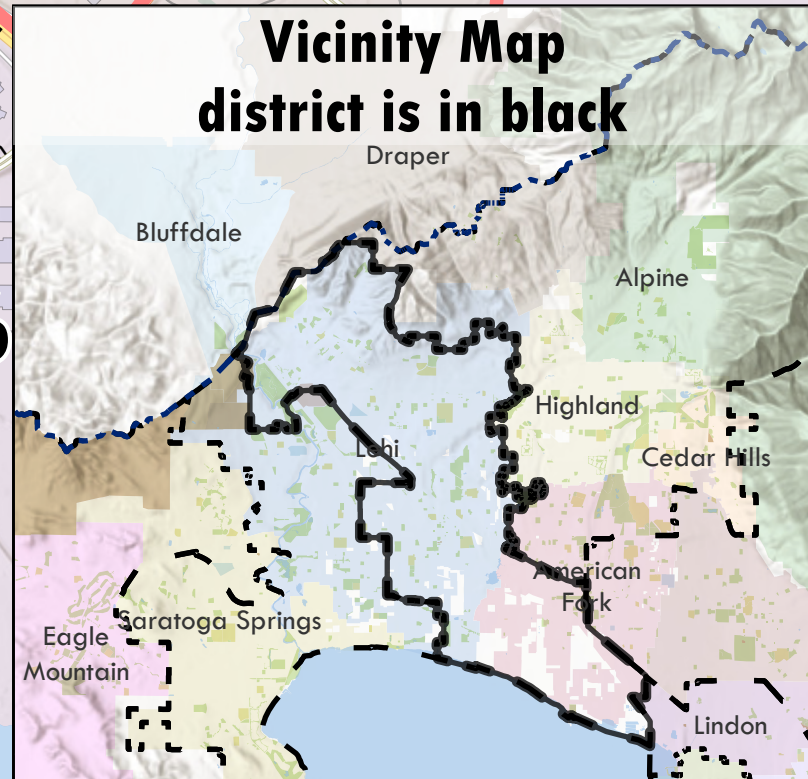 Vicinity Map
district is in black
Draper
Bluffdale
Alpine
Highland
Lehi
Cedar Hills
American
Fork
Saratoga Springs
Eagle
Mountain
Lindon